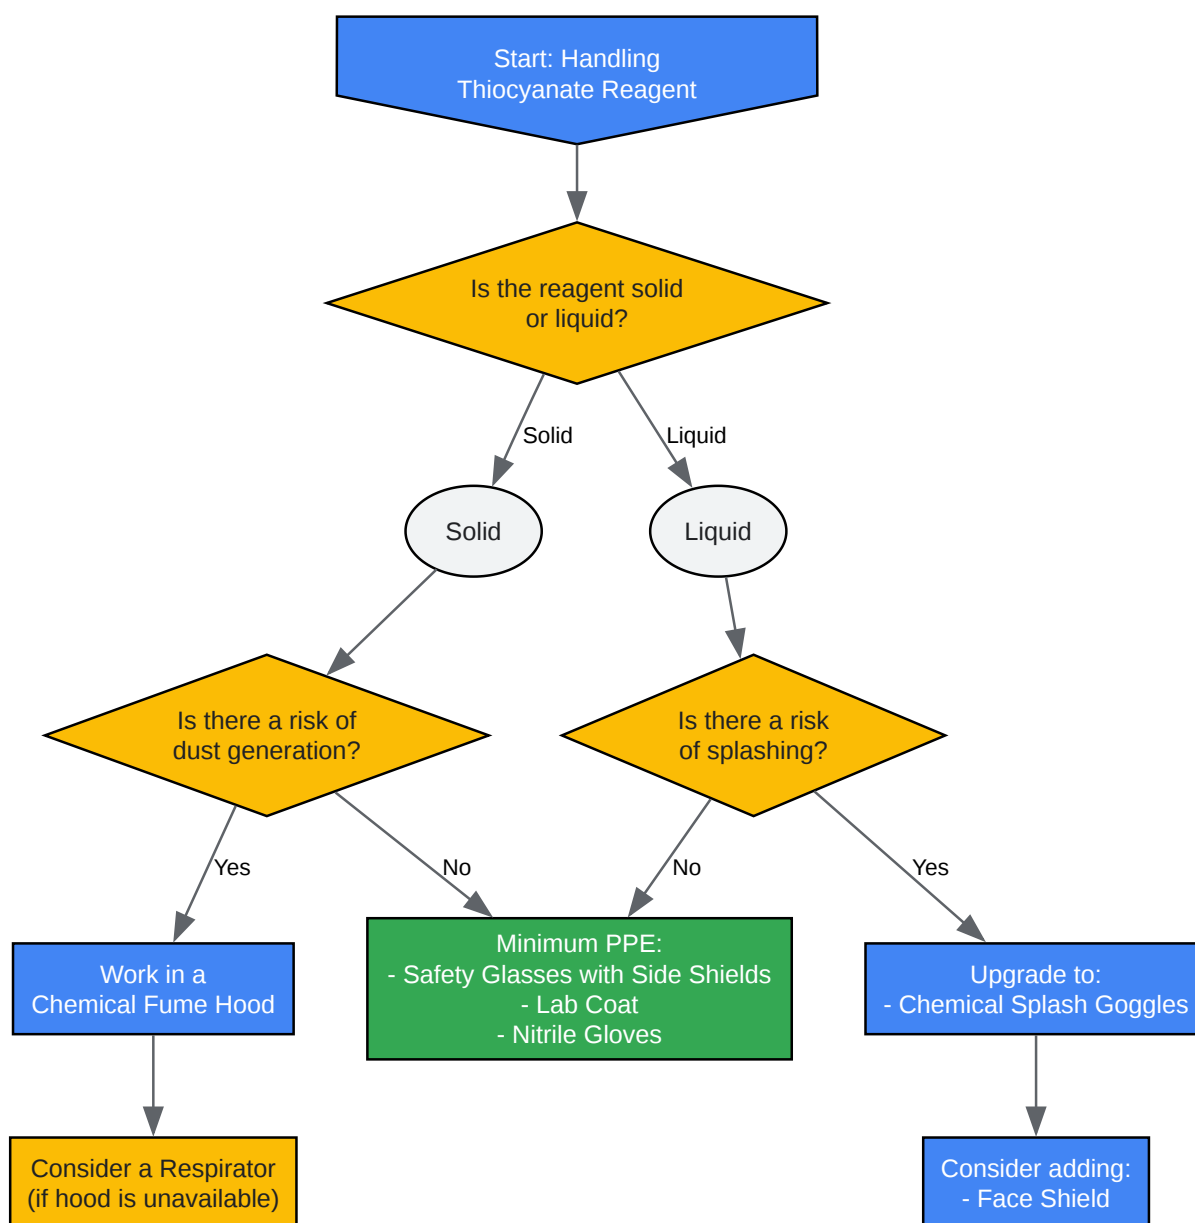 Start: Handling
Thiocyanate Reagent
Is the reagent solid
or liquid?
Solid
Liquid
Solid
Liquid
Is there a risk of
dust generation?
Is there a risk
of splashing?
Yes
No
No
Yes
Work in a
Chemical Fume Hood
Minimum PPE:
- Safety Glasses with Side Shields
- Lab Coat
- Nitrile Gloves
Upgrade to:
- Chemical Splash Goggles
Consider a Respirator
(if hood is unavailable)
Consider adding:
- Face Shield